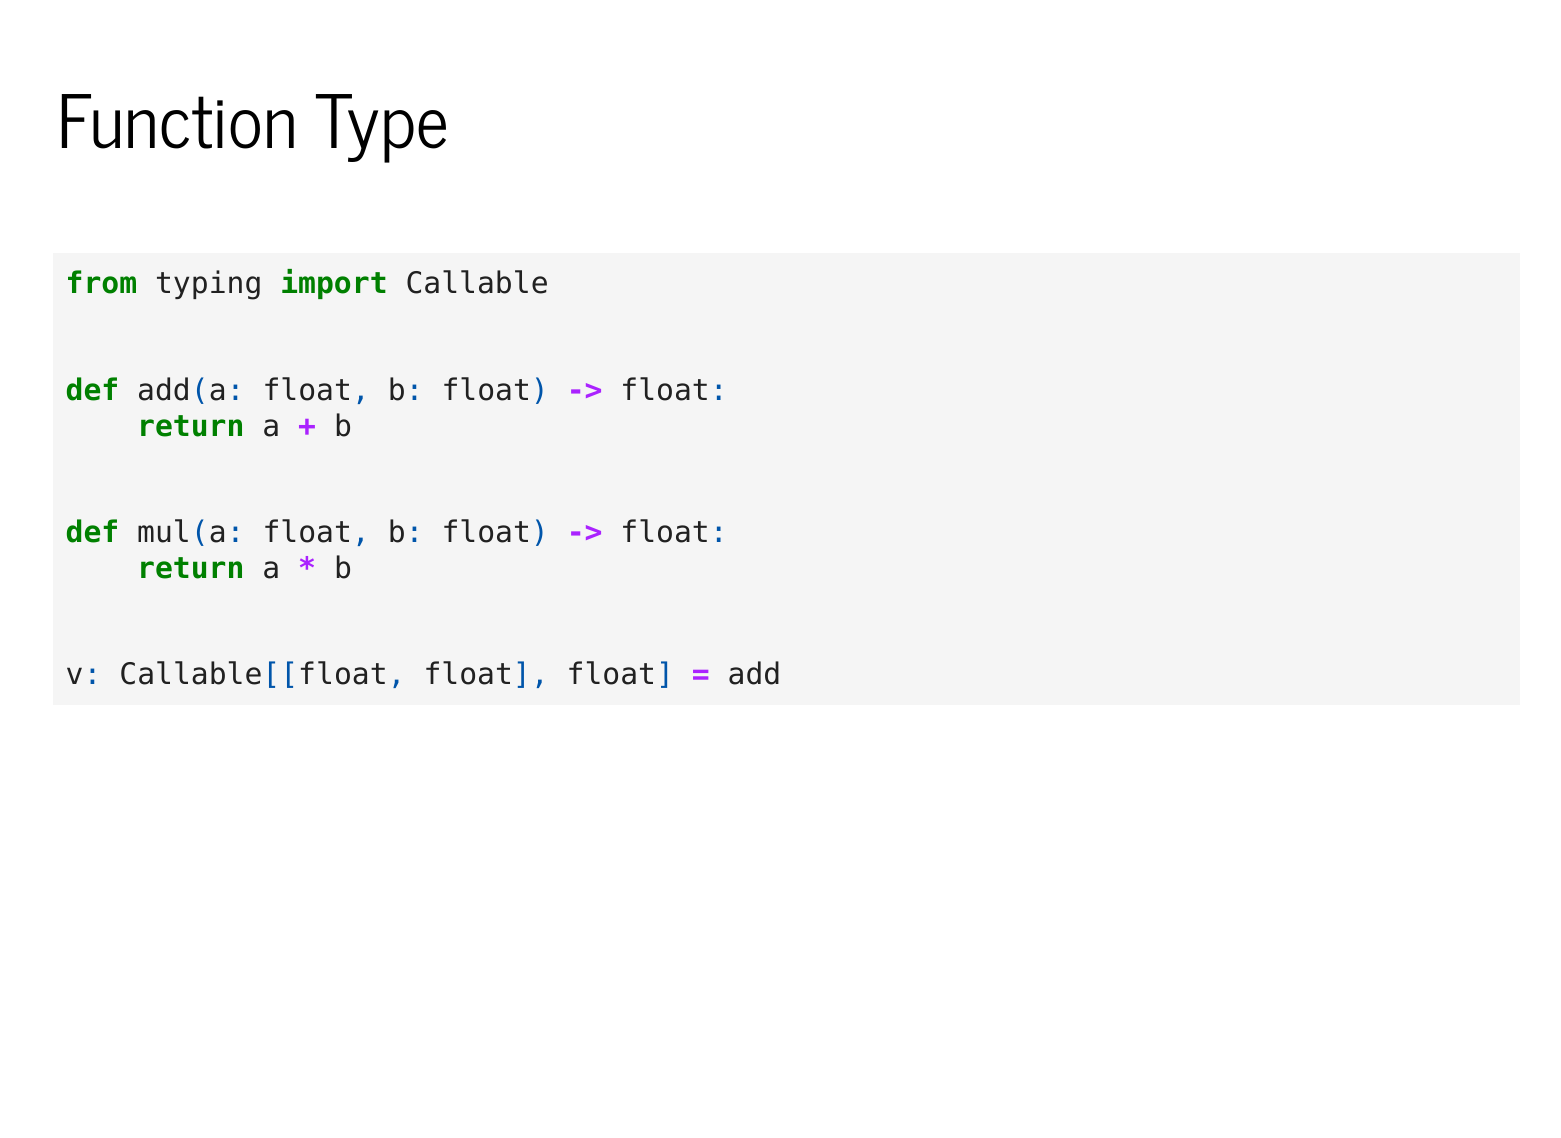 Function Type
from typing import Callable
def add(a: float, b: float) -> float:
    return a + b
def mul(a: float, b: float) -> float:
    return a * b
v: Callable[[float, float], float] = add